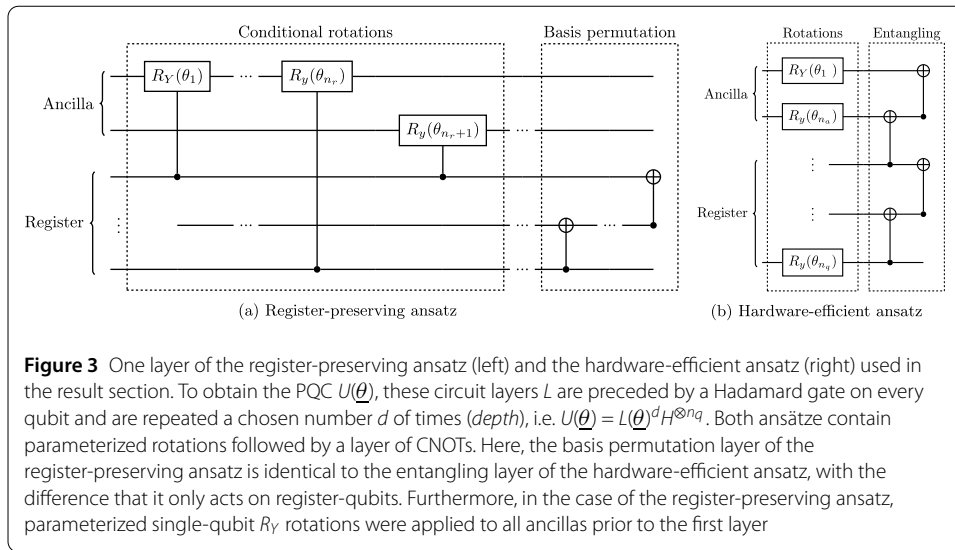 Conditional rotations
Basis permutation
Rotations
Entangling
R_Y(θ_1)
···
R_y(θ_{n_r})
Ancilla
R_y(θ_{n_r+1})
···
···
Register
⋮
···
···
···
···
(a) Register-preserving ansatz
R_Y(θ_1 )
Ancilla
R_y(θ_{n_a})
⋮
Register
⋮
R_y(θ_{n_q})
(b) Hardware-efficient ansatz
Figure 3 One layer of the register-preserving ansatz (left) and the hardware-efficient ansatz (right) used in
the result section. To obtain the PQC U(θ), these circuit layers L are preceded by a Hadamard gate on every
qubit and are repeated a chosen number d of times (depth), i.e. U(θ) = L(θ)^d H^{⊗n_q}. Both ansätze contain
parameterized rotations followed by a layer of CNOTs. Here, the basis permutation layer of the
register-preserving ansatz is identical to the entangling layer of the hardware-efficient ansatz, with the
difference that it only acts on register-qubits. Furthermore, in the case of the register-preserving ansatz,
parameterized single-qubit R_Y rotations were applied to all ancillas prior to the first layer